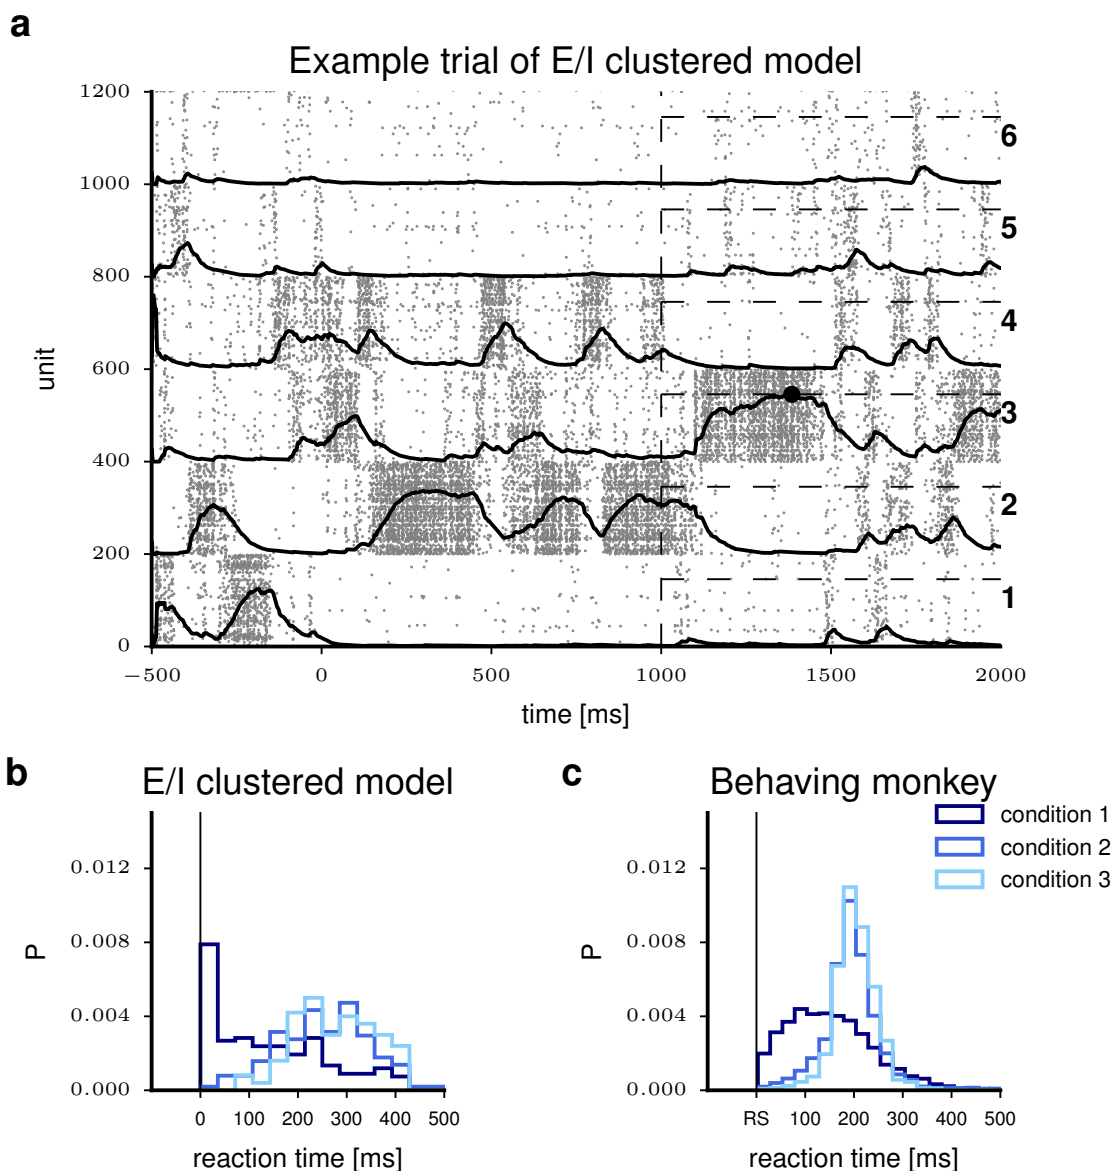 a
Example trial of E/I clustered model
1200
1000
800
600
400
200
0
unit
6
5
4
3
2
1
−500
0
500
1000
1500
2000
time [ms]
b
E/I clustered model
0.012
0.008
0.004
0.000
P
0
100
200
300
400
500
reaction time [ms]
c
Behaving monkey
condition 1
condition 2
condition 3
0.012
0.008
0.004
0.000
P
RS
100
200
300
400
500
reaction time [ms]